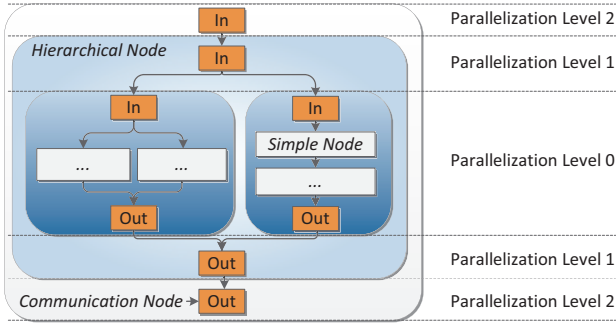 In
Parallelization Level 2
Hierarchical Node
In
Parallelization Level 1
In
In
Simple Node
...
...
...
Parallelization Level 0
Out
Out
Out
Parallelization Level 1
Communication Node
Out
Parallelization Level 2